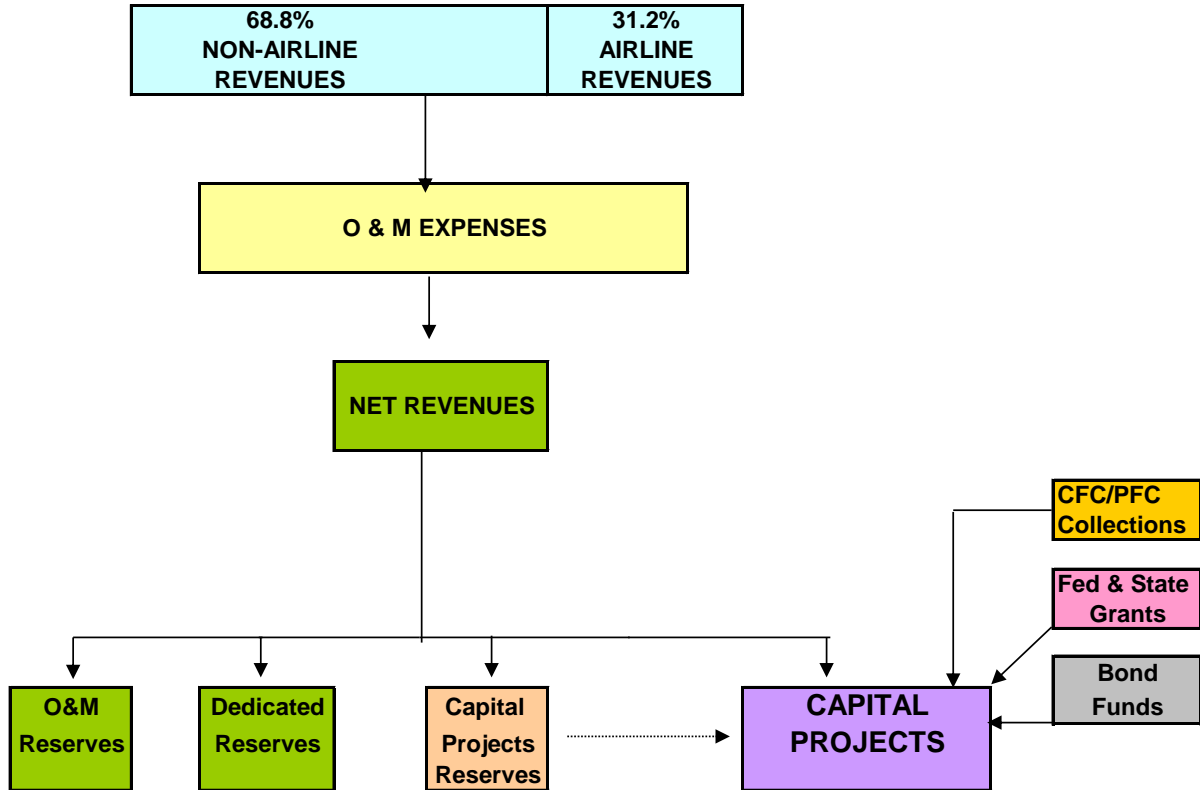 68.8%
NON-AIRLINE
REVENUES
31.2%
AIRLINE
REVENUES
O & M EXPENSES
NET REVENUES
CFC/PFC
Collections
Fed & State
Grants
Bond
Funds
O&M
Reserves
Dedicated
Reserves
Capital
Projects
Reserves
CAPITAL
PROJECTS